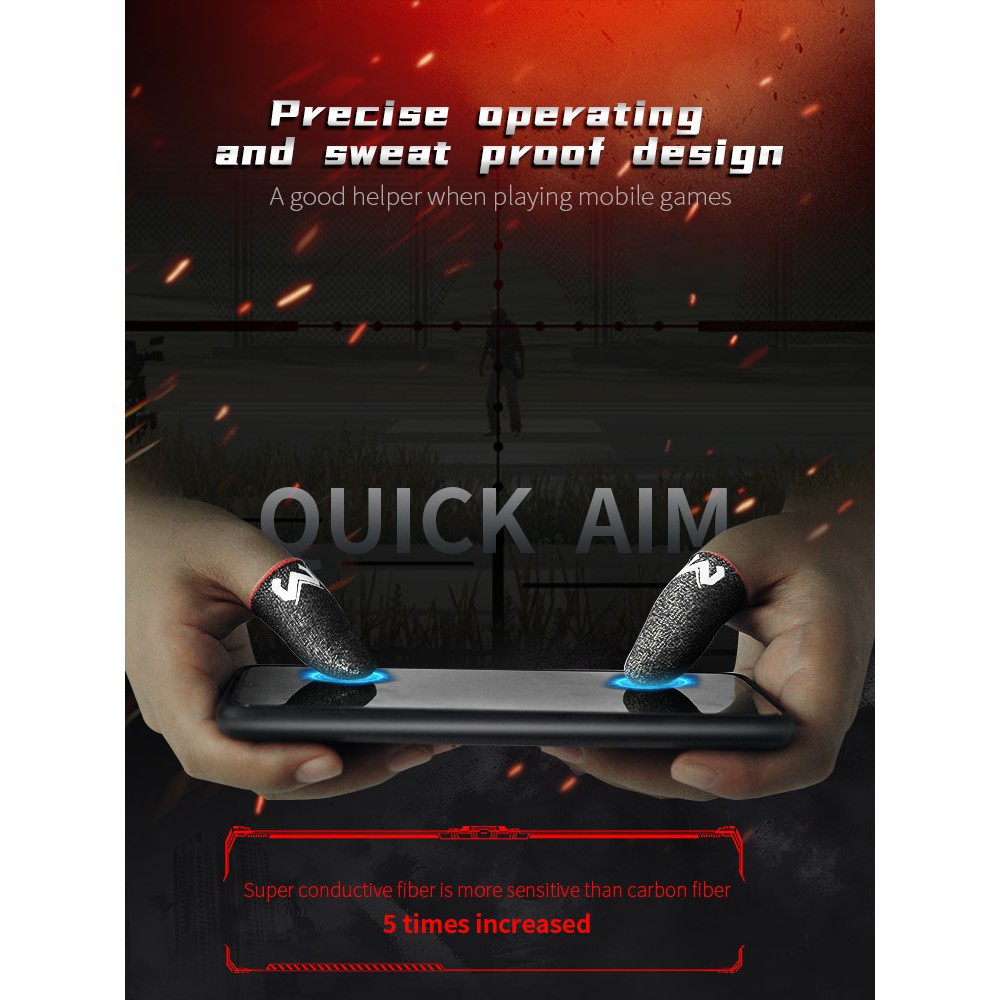 Precise operating
and sweat proof design
A good helper when playing mobile games
QUICK AIM
Super conductive fiber is more sensitive than carbon fiber
5 times increased